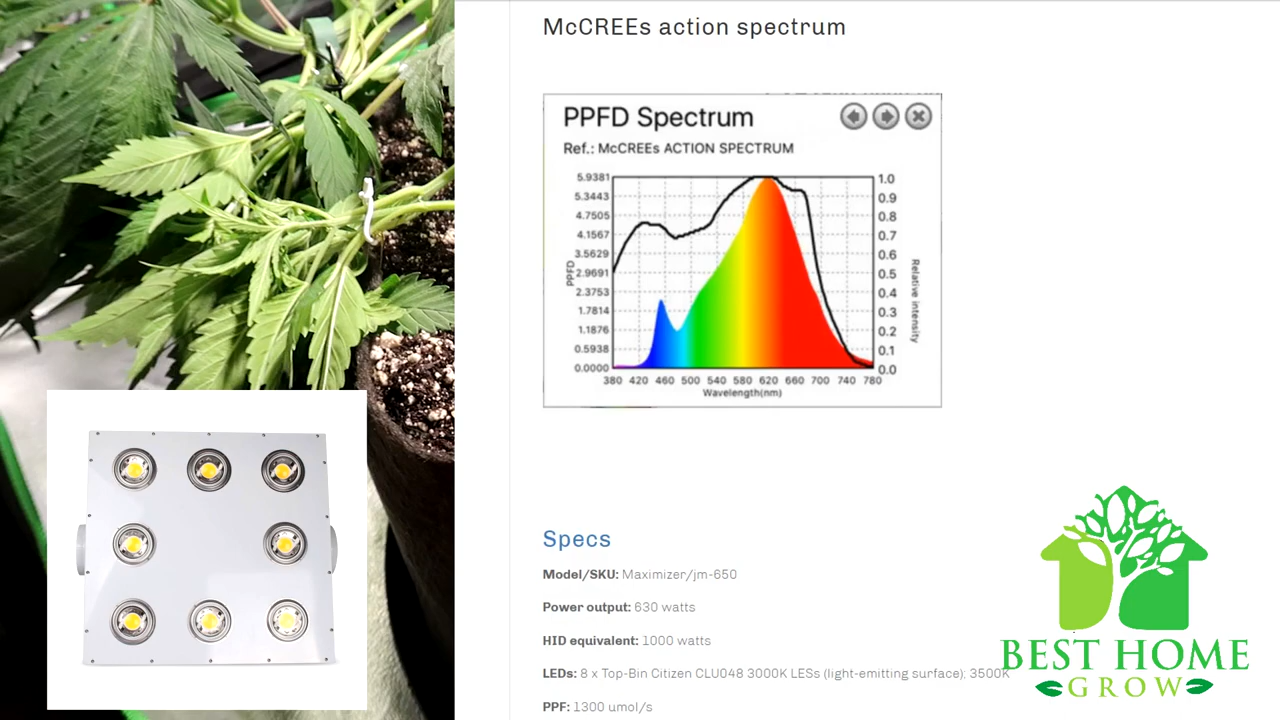 McCREEs action spectrum
PPFD Spectrum
Ref.: McCREEs ACTION SPECTRUM
5.9381
5.3443
4.7505
4.1567
3.5629
2.9691
2.3753
1.7814
1.1876
0.5938
0.0000
PPFD
1.0
0.9
0.8
0.7
0.6
0.5
0.4
0.3
0.2
0.1
0.0
Relative intensity
380 420 460 500 540 580 620 660 700 740 780
Wavelength(nm)
Specs
Model/SKU: Maximizer/jm-650
Power output: 630 watts
HID equivalent: 1000 watts
LEDs: 8 x Top-Bin Citizen CLU048 3000K LESs (light-emitting surface): 3500K
PPF: 1300 umol/s
BEST HOME
GROW